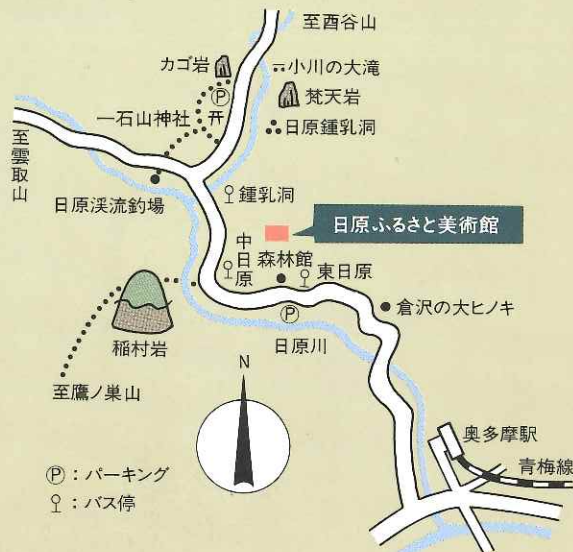 至酉谷山
カゴ岩
小川の大滝
Ⓟ
梵天岩
一石山神社
日原鍾乳洞
至雲取山
日原渓流釣場
鍾乳洞
日原ふるさと美術館
中日原
森林館
東日原
Ⓟ
倉沢の大ヒノキ
稲村岩
日原川
至鷹ノ巣山
N
奥多摩駅
青梅線
Ⓟ：パーキング
：バス停